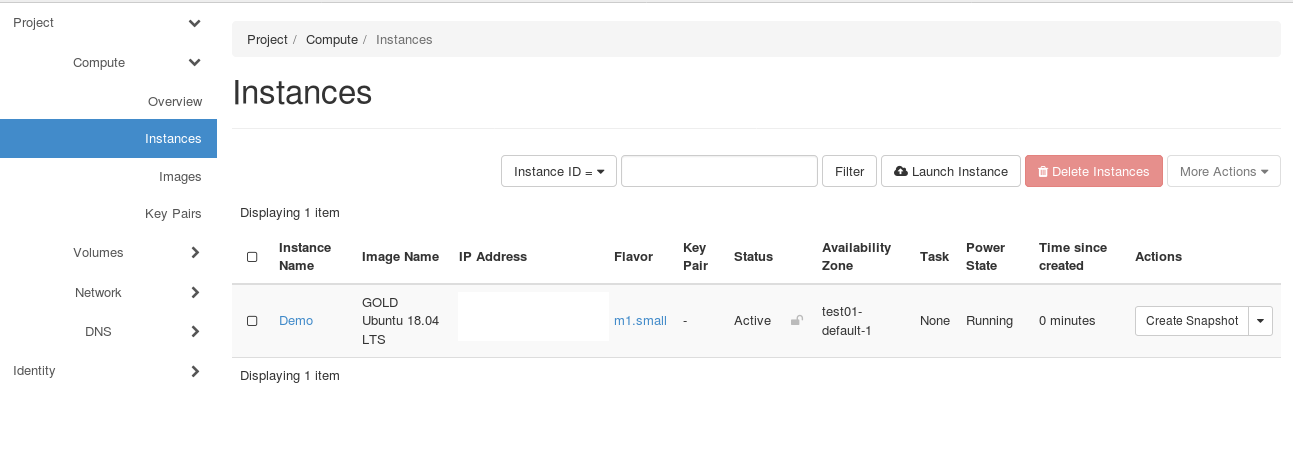 Project
Compute
Overview
Instances
Images
Key Pairs
Volumes
Network
DNS
Identity
Project / Compute / Instances
Instances
Instance ID = Filter Launch Instance Delete Instances More Actions
Displaying 1 item
Instance Name Image Name IP Address Flavor Key Pair Status Availability Zone Task Power State Time since created Actions
Demo GOLD Ubuntu 18.04 LTS m1.small - Active test01-default-1 None Running 0 minutes Create Snapshot
Displaying 1 item